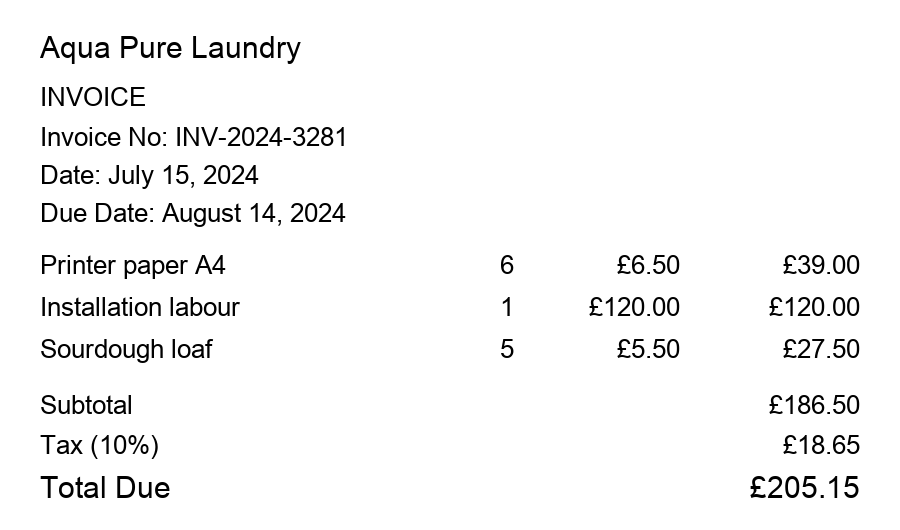 Aqua Pure Laundry
INVOICE
Invoice No: INV-2024-3281
Date: July 15, 2024
Due Date: August 14, 2024
Printer paper A4 6 £6.50 £39.00
Installation labour 1 £120.00 £120.00
Sourdough loaf 5 £5.50 £27.50
Subtotal £186.50
Tax (10%) £18.65
Total Due £205.15